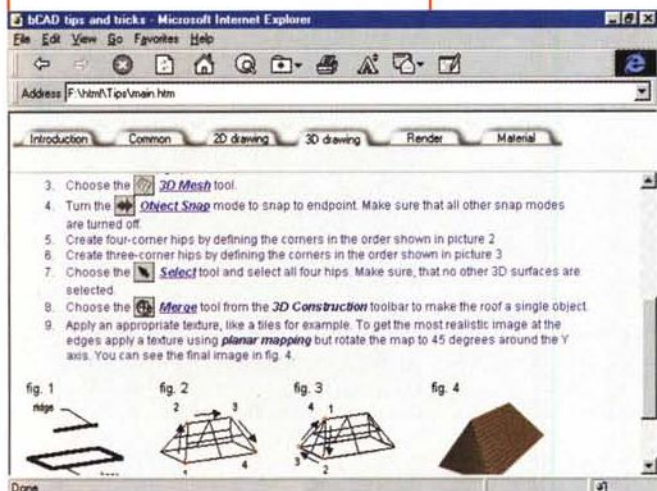 bCAD tips and tricks - Microsoft Internet Explorer
File Edit View Go Favorites Help
Address F:\html\Tips\main.htm
Introduction Common 2D drawing 3D drawing Render Material
3. Choose the 3D Mesh tool.
4. Turn the Object Snap mode to snap to endpoint. Make sure that all other snap modes
are turned off.
5. Create four-corner hips by defining the corners in the order shown in picture 2
6. Create three-corner hips by defining the corners in the order shown in picture 3
7. Choose the Select tool and select all four hips. Make sure, that no other 3D surfaces are
selected.
8. Choose the Merge tool from the 3D Construction toolbar to make the roof a single object.
9. Apply an appropriate texture, like a tiles for example. To get the most realistic image at the
edges apply a texture using planar mapping but rotate the map to 45 degrees around the Y
axis. You can see the final image in fig. 4.
fig. 1 fig. 2 fig. 3 fig. 4
ridge
2 3
4 1
1 4
3 2
Done